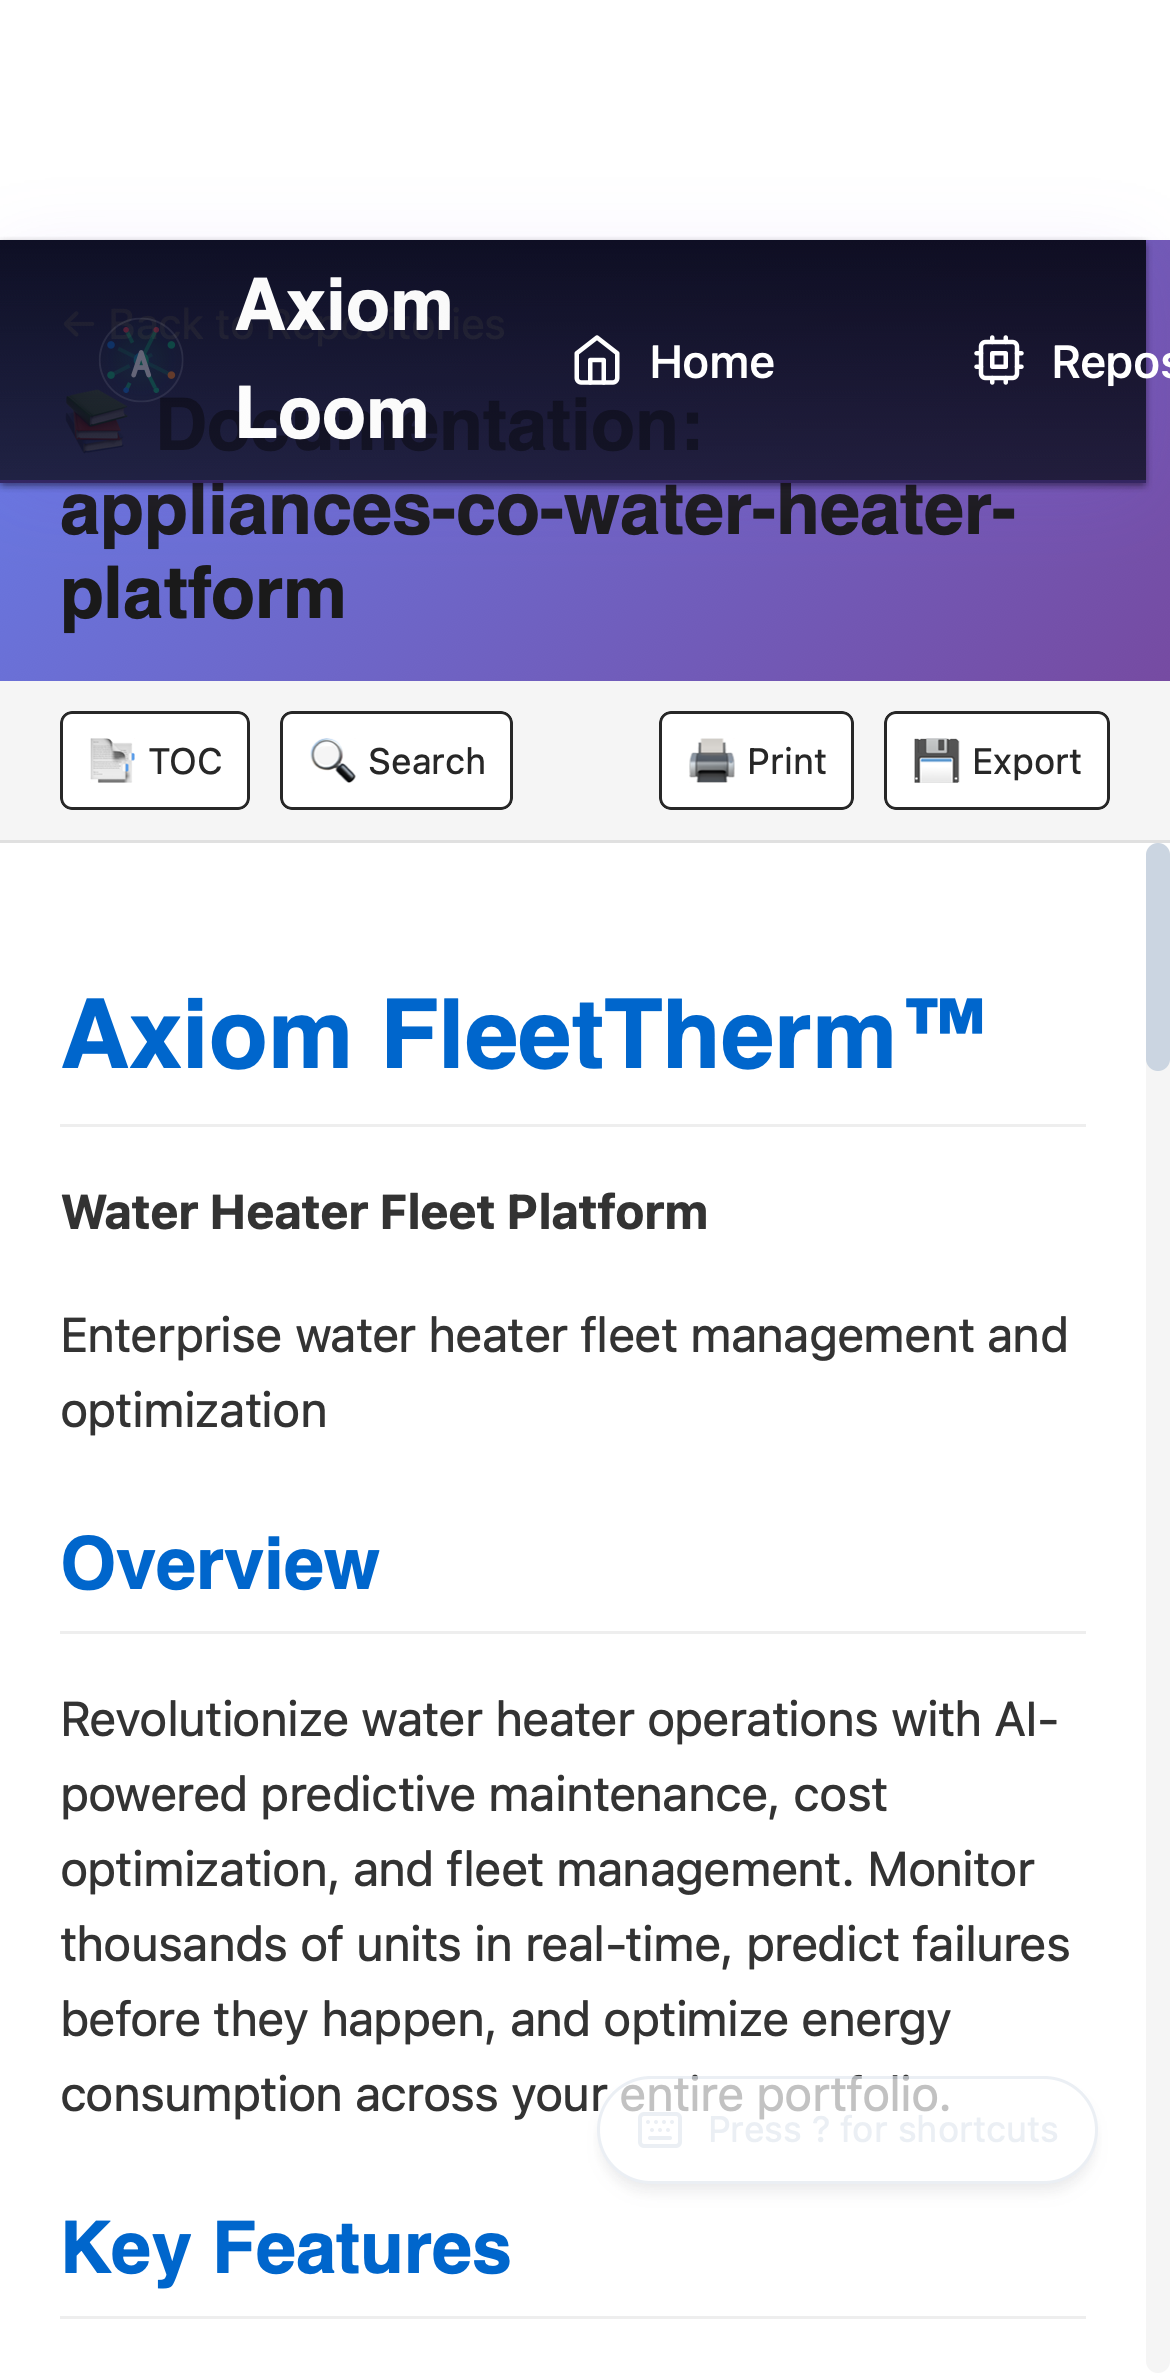 Axiom
Loom
A
Home
Repos
← Back to Repositories
📚 Documentation:
appliances-co-water-heater-
platform
TOC
Search
Print
Export
Axiom FleetTherm™
Water Heater Fleet Platform
Enterprise water heater fleet management and
optimization
Overview
Revolutionize water heater operations with AI-
powered predictive maintenance, cost
optimization, and fleet management. Monitor
thousands of units in real-time, predict failures
before they happen, and optimize energy
consumption across your entire portfolio.
Press ? for shortcuts
Key Features